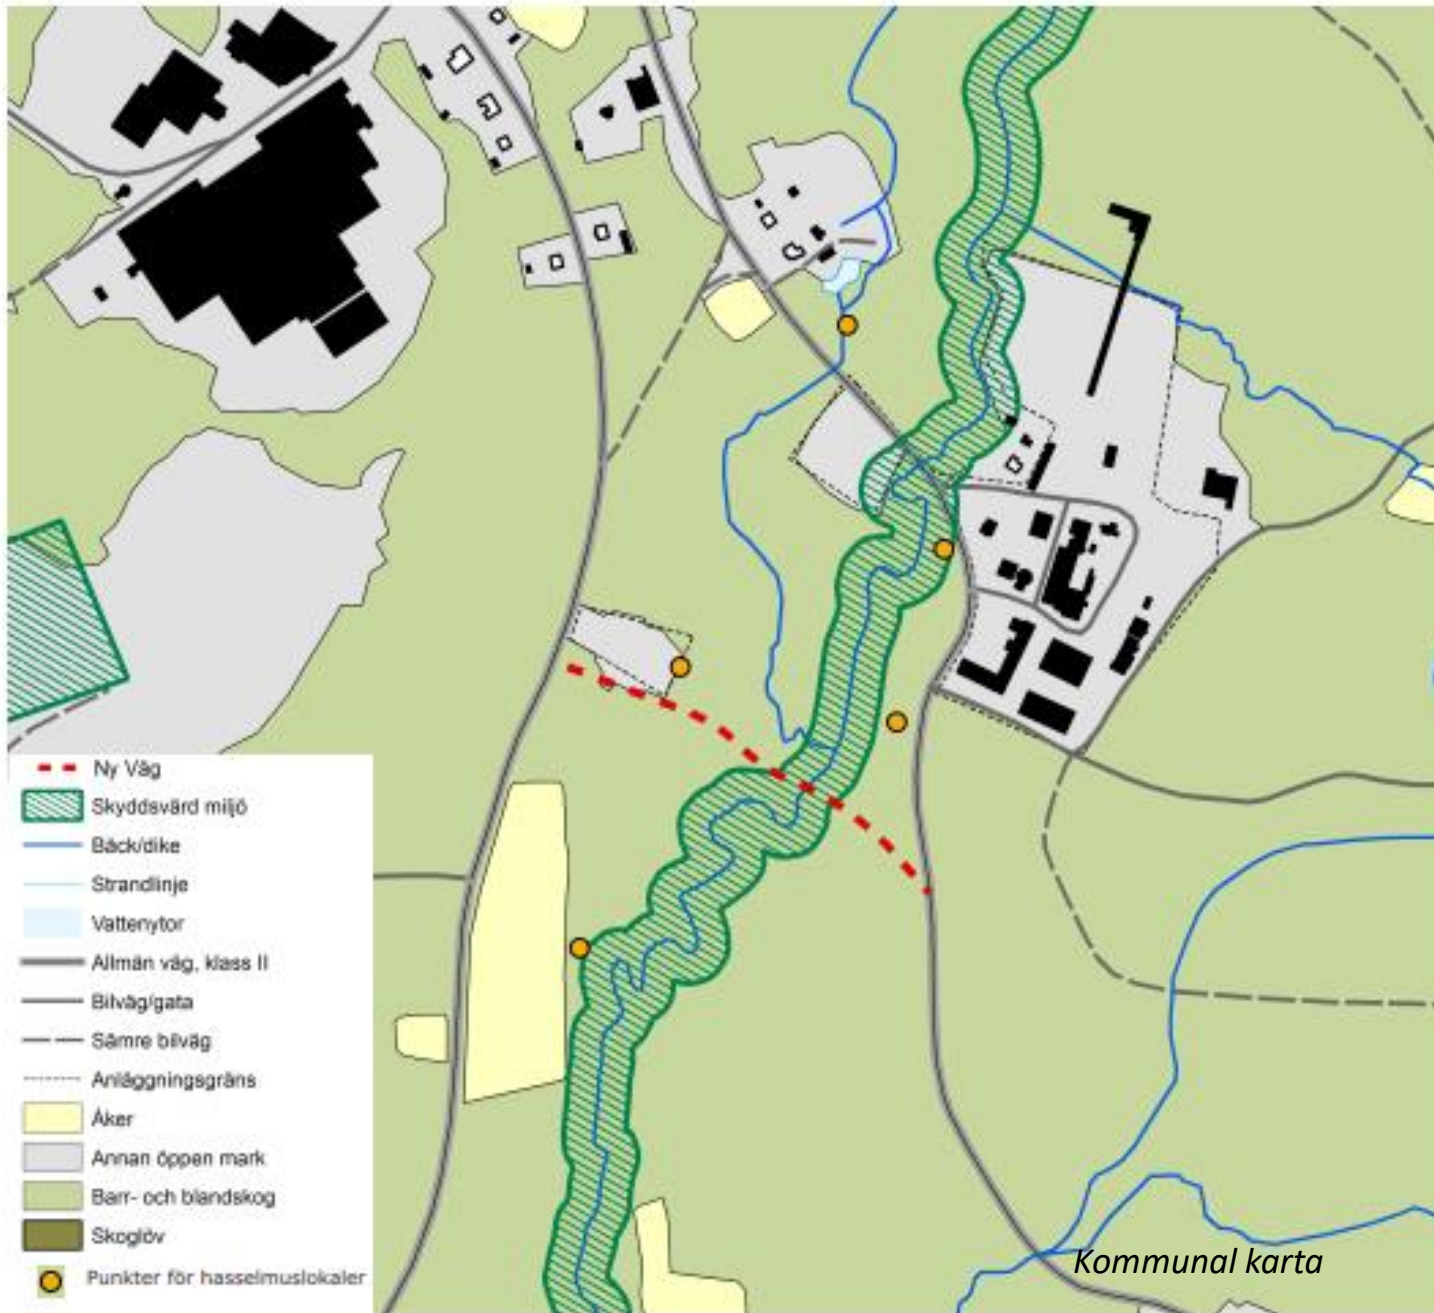 Ny Väg
Skyddsvärd miljö
Bäck/dike
Strandlinje
Vattenytor
Allmän väg, klass II
Bilväg/gata
Sämre bilväg
Anläggningsgräns
Åker
Annan öppen mark
Barr- och blandskog
Skoglöv
Punkter för hasselmuslokaler
Kommunal karta